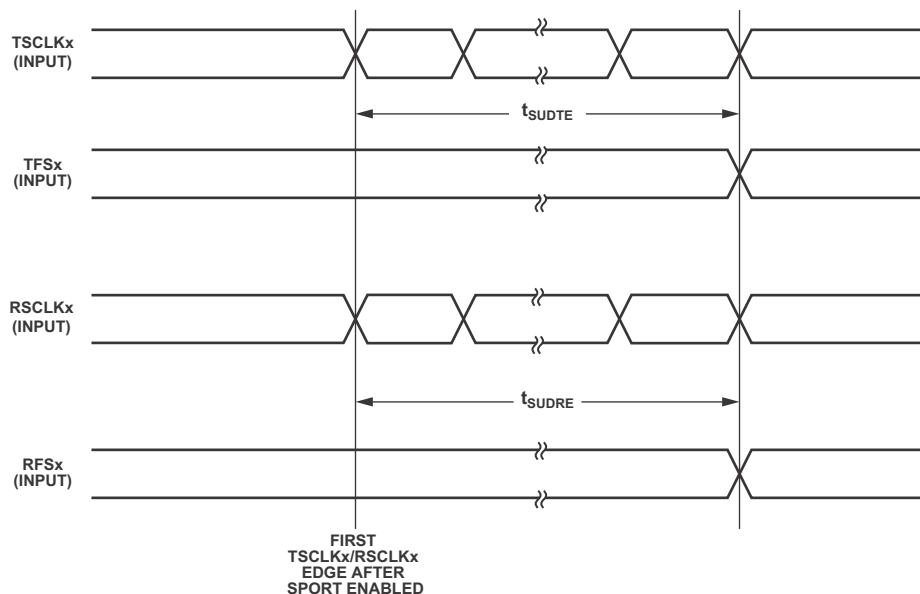 TSCLKx
(INPUT)
tSUDTE
TFSx
(INPUT)
RSCLKx
(INPUT)
tSUDRE
RFSx
(INPUT)
FIRST
TSCLKx/RSCLKx
EDGE AFTER
SPORT ENABLED